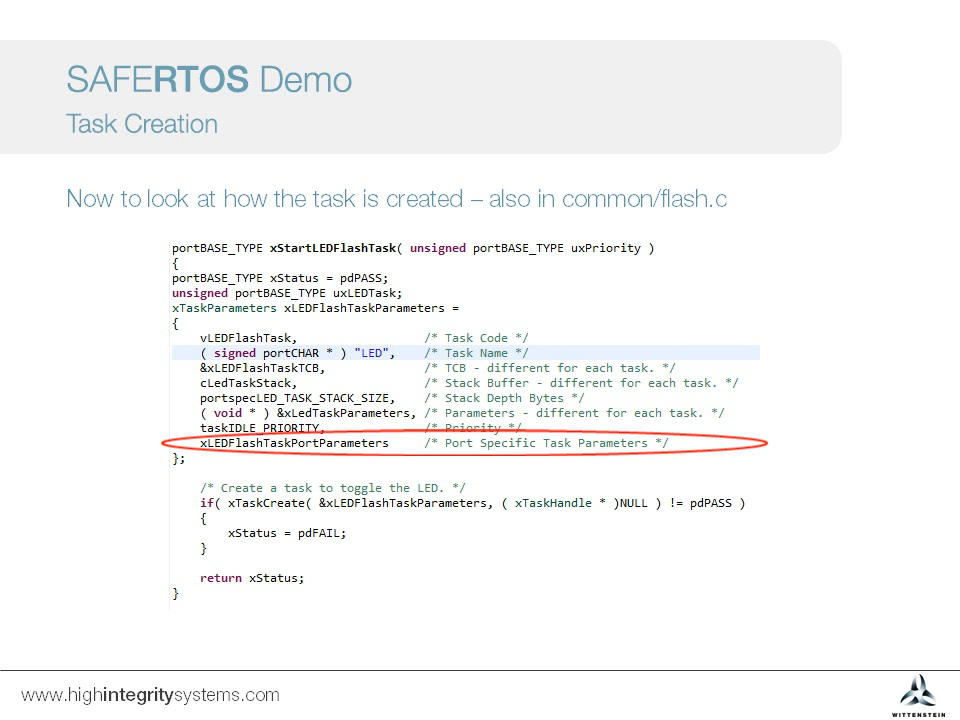 SAFERTOS Demo
Task Creation
Now to look at how the task is created – also in common/flash.c
portBASE_TYPE xStartLEDFlashTask( unsigned portBASE_TYPE uxPriority )
{
portBASE_TYPE xStatus = pdPASS;
unsigned portBASE_TYPE uxLEDTask;
xTaskParameters xLEDFlashTaskParameters =
{
    vLEDFlashTask,                  /* Task Code */
    ( signed portCHAR * ) "LED",    /* Task Name */
    &xLEDFlashTaskTCB,              /* TCB - different for each task. */
    cLedTaskStack,                  /* Stack Buffer - different for each task. */
    portspecLED_TASK_STACK_SIZE,    /* Stack Depth Bytes */
    ( void * ) &xLedTaskParameters, /* Parameters - different for each task. */
    taskIDLE_PRIORITY,              /* Priority */
    xLEDFlashTaskPortParameters     /* Port Specific Task Parameters */
};
    /* Create a task to toggle the LED. */
    if( xTaskCreate( &xLEDFlashTaskParameters, ( xTaskHandle * )NULL ) != pdPASS )
    {
        xStatus = pdFAIL;
    }
    return xStatus;
}
www.highintegritysystems.com
WITTENSTEIN